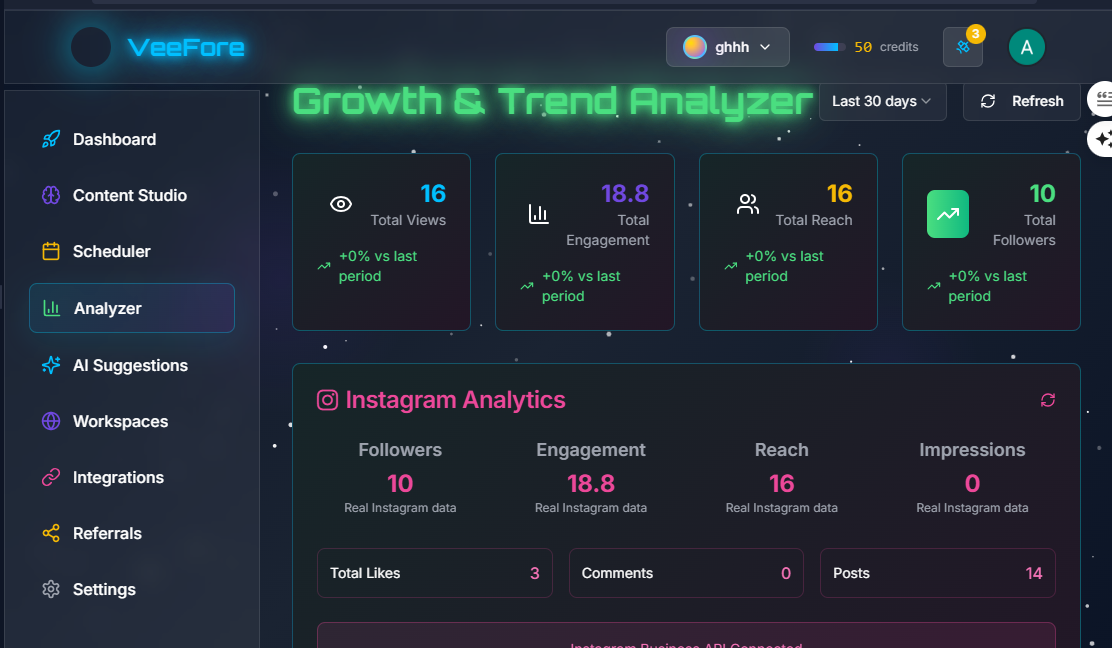 VeeFore
ghhh
50 credits
3
A
Growth & Trend Analyzer
Last 30 days
Refresh
Dashboard
Content Studio
Scheduler
Analyzer
AI Suggestions
Workspaces
Integrations
Referrals
Settings
16
Total Views
+0% vs last
period
18.8
Total
Engagement
+0% vs last
period
16
Total Reach
+0% vs last
period
10
Total
Followers
+0% vs last
period
Instagram Analytics
Followers
10
Real Instagram data
Engagement
18.8
Real Instagram data
Reach
16
Real Instagram data
Impressions
0
Real Instagram data
Total Likes 3
Comments 0
Posts 14
Instagram Business API Connected